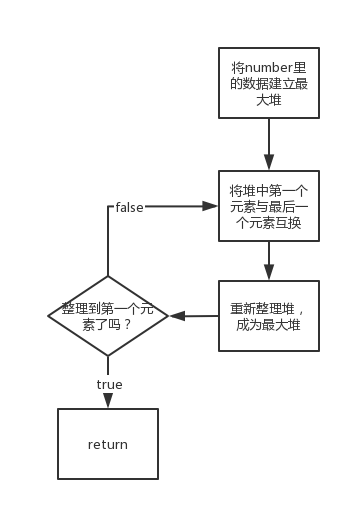 将number里
的数据建立最
大堆
将堆中第一个
元素与最后一
个元素互换
false
重新整理堆，
成为最大堆
整理到第一个元
素了吗？
true
return